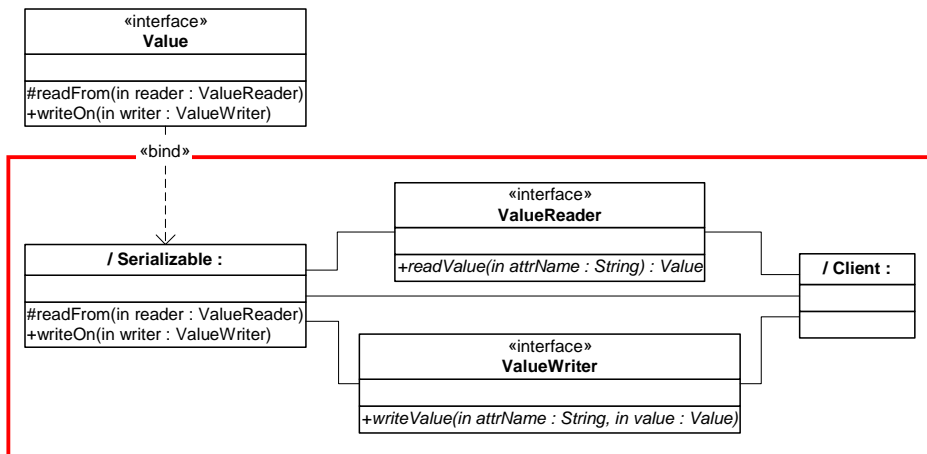 «interface»
Value
#readFrom(in reader : ValueReader)
+writeOn(in writer : ValueWriter)
«bind»
«interface»
ValueReader
+readValue(in attrName : String) : Value
/ Serializable :
#readFrom(in reader : ValueReader)
+writeOn(in writer : ValueWriter)
/ Client :
«interface»
ValueWriter
+writeValue(in attrName : String, in value : Value)